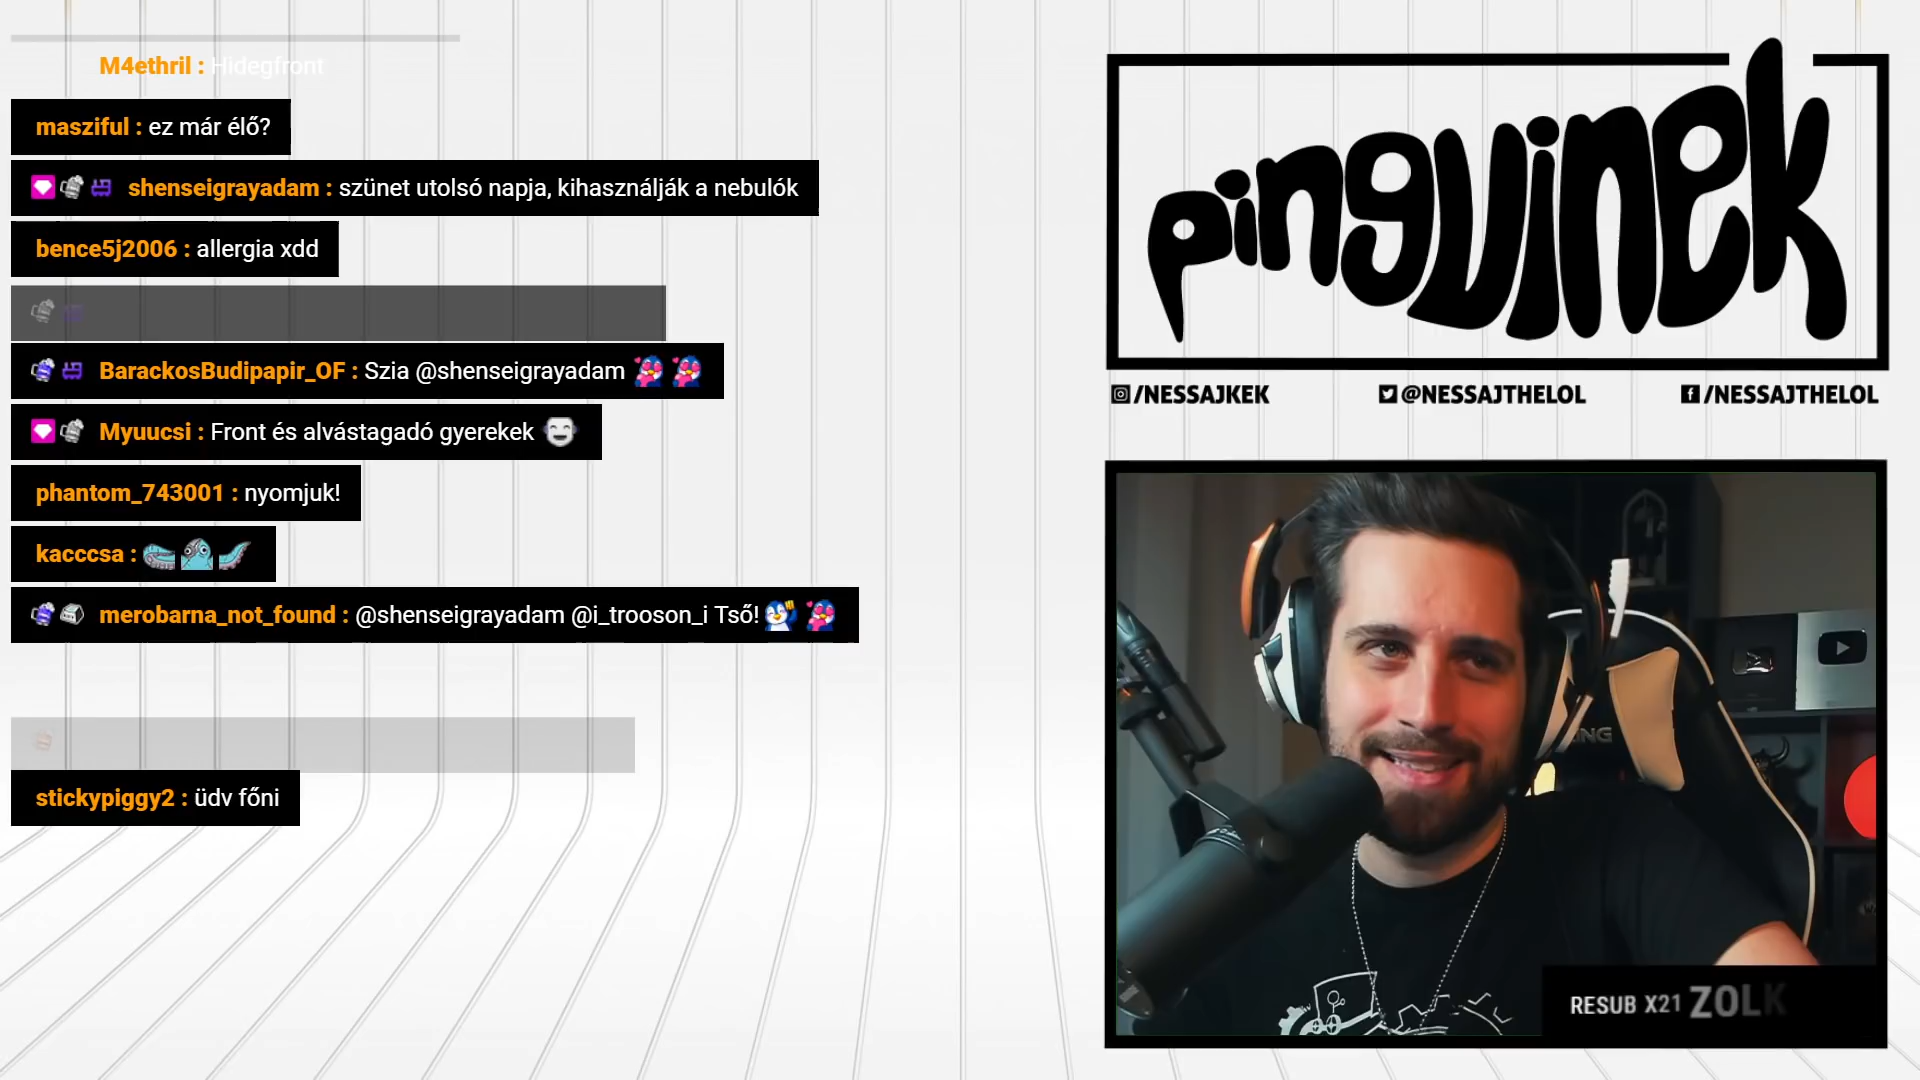 M4ethril : Hidegfront
masziful : ez már élő?
shenseigrayadam : szünet utolsó napja, kihasználják a nebulók
bence5j2006 : allergia xdd
BarackosBudipapir_OF : Szia @shenseigrayadam
Myuucsi : Front és alvástagadó gyerekek
phantom_743001 : nyomjuk!
kacccsa :
merobarna_not_found : @shenseigrayadam @i_trooson_i Tső!
stickypiggy2 : üdv főni
pingvinek
/NESSAJKEK
@NESSAJTHELOL
/NESSAJTHELOL
RESUB X21 ZOLK